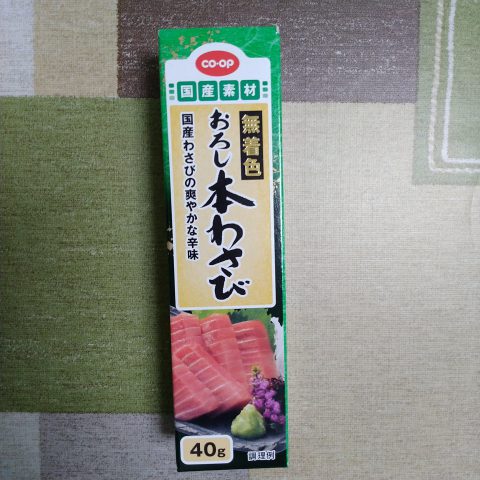 co·op
国産素材
無着色
おろし本わさび
国産わさびの爽やかな辛味
40g
調理例